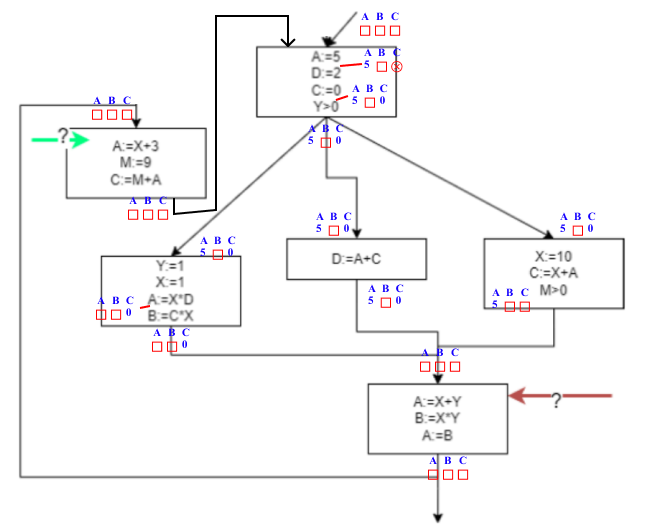 A B C
A:=5
A B C
5
D:=2
C:=0
A B C
5 0
Y>0
A B C
?
A:=X+3
M:=9
C:=M+A
A B C
A B C
5 0
A B C
5 0
Y:=1
X:=1
A:=X*D
B:=C*X
A B C
0
A B C
0
A B C
5 0
D:=A+C
A B C
5 0
A B C
5 0
X:=10
C:=X+A
M>0
A B C
5
A B C
A:=X+Y
B:=X*Y
A:=B
?
A B C